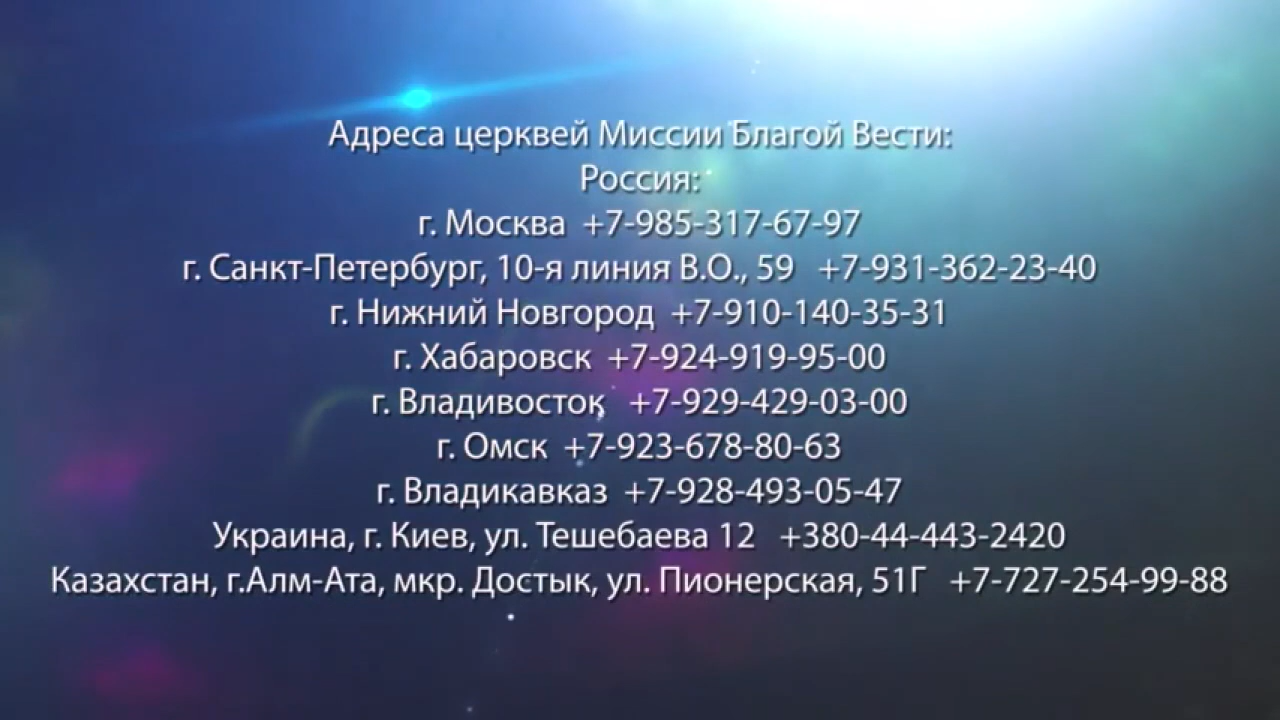 Адреса церквей Миссии Благой Вести:
Россия:
г. Москва +7-985-317-67-97
г. Санкт-Петербург, 10-я линия В.О., 59 +7-931-362-23-40
г. Нижний Новгород +7-910-140-35-31
г. Хабаровск +7-924-919-95-00
г. Владивосток +7-929-429-03-00
г. Омск +7-923-678-80-63
г. Владикавказ +7-928-493-05-47
Украина, г. Киев, ул. Тешебаева 12 +380-44-443-2420
Казахстан, г.Алм-Ата, мкр. Достык, ул. Пионерская, 51Г +7-727-254-99-88